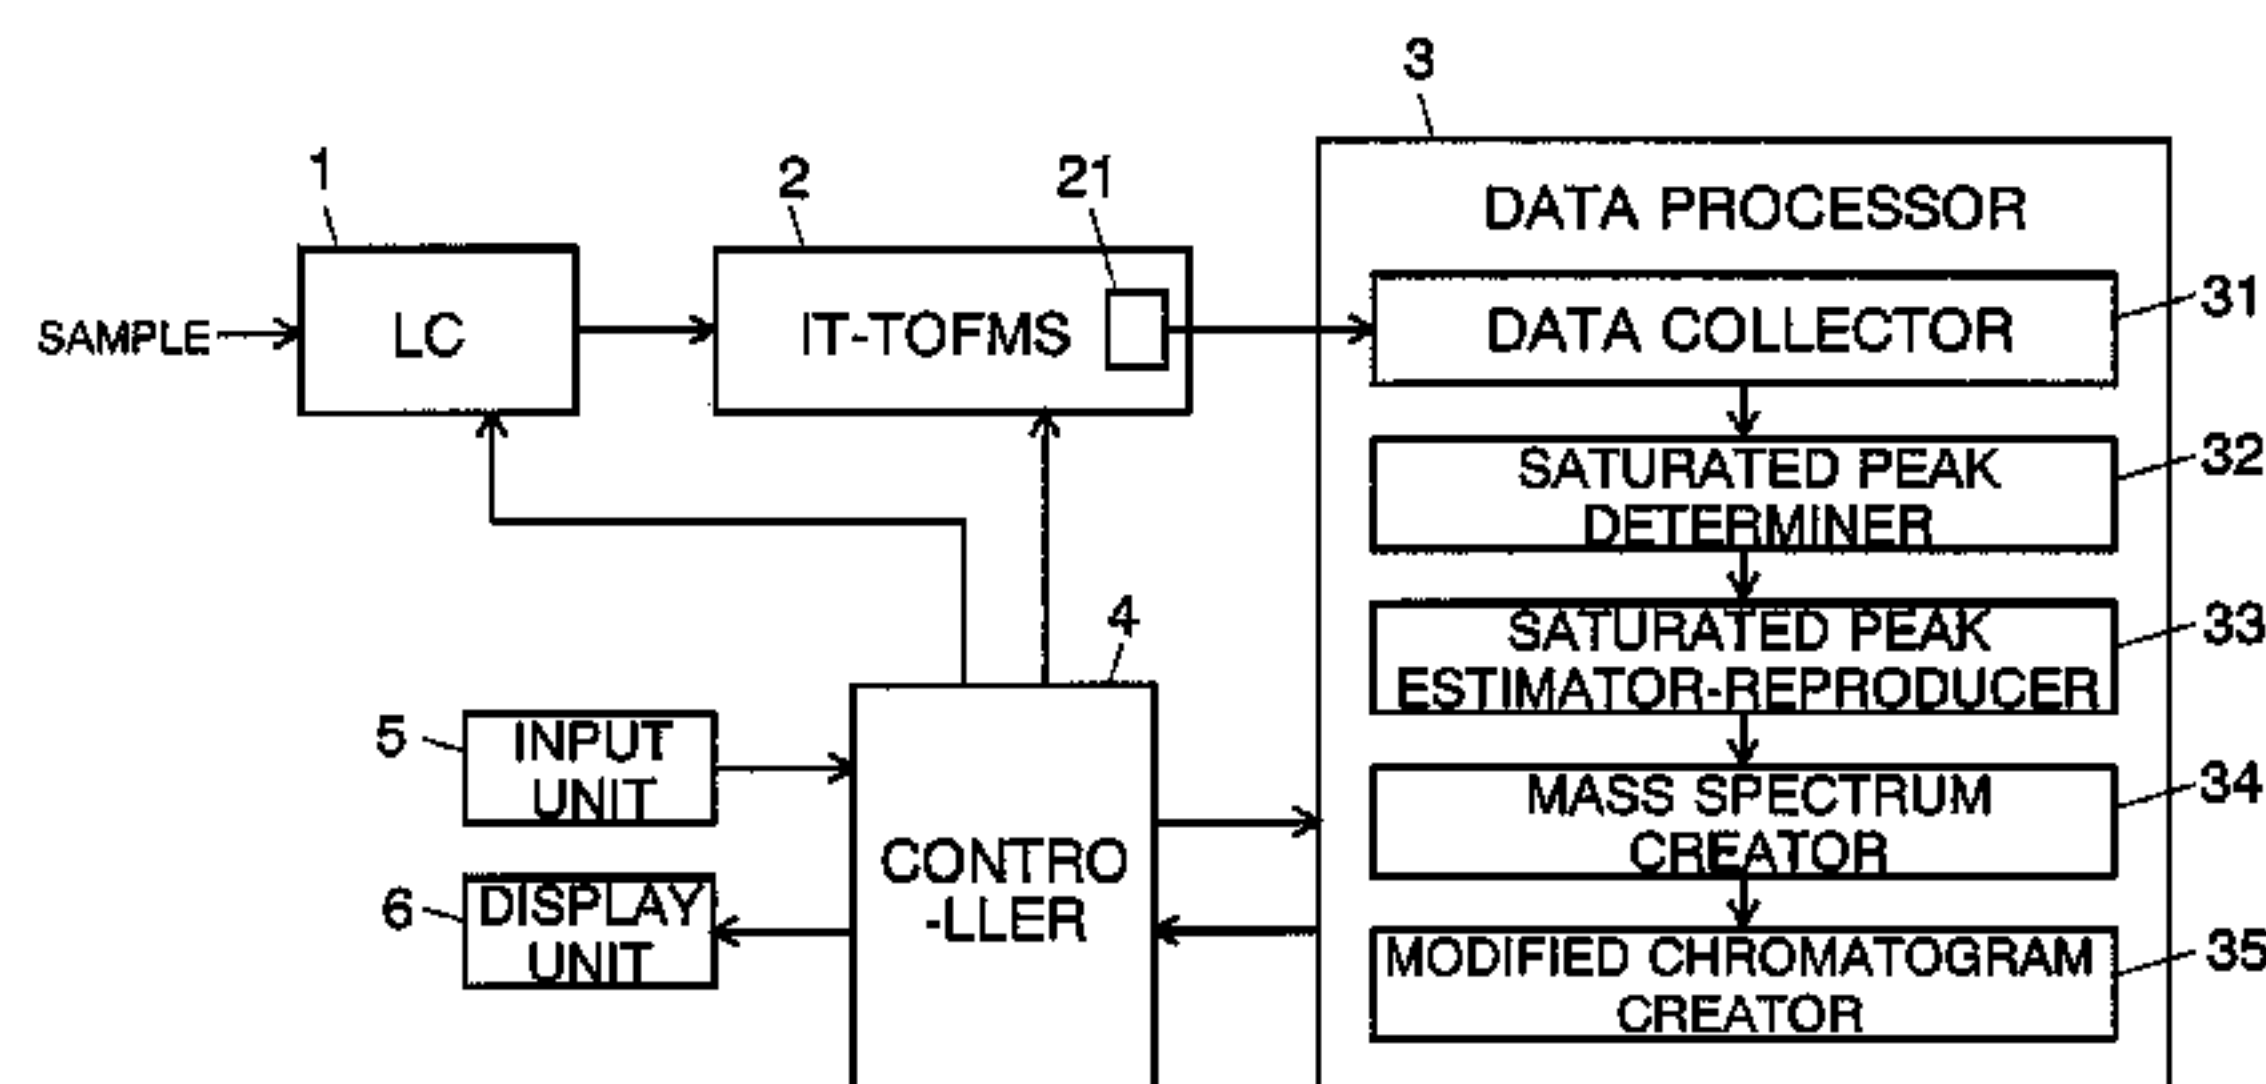 3
1
2
21
DATA PROCESSOR
SAMPLE
LC
IT-TOFMS
DATA COLLECTOR
31
SATURATED PEAK
DETERMINER
32
4
SATURATED PEAK
ESTIMATOR-REPRODUCER
33
5
INPUT
UNIT
MASS SPECTRUM
CREATOR
34
CONTRO
-LLER
6
DISPLAY
UNIT
MODIFIED CHROMATOGRAM
CREATOR
35